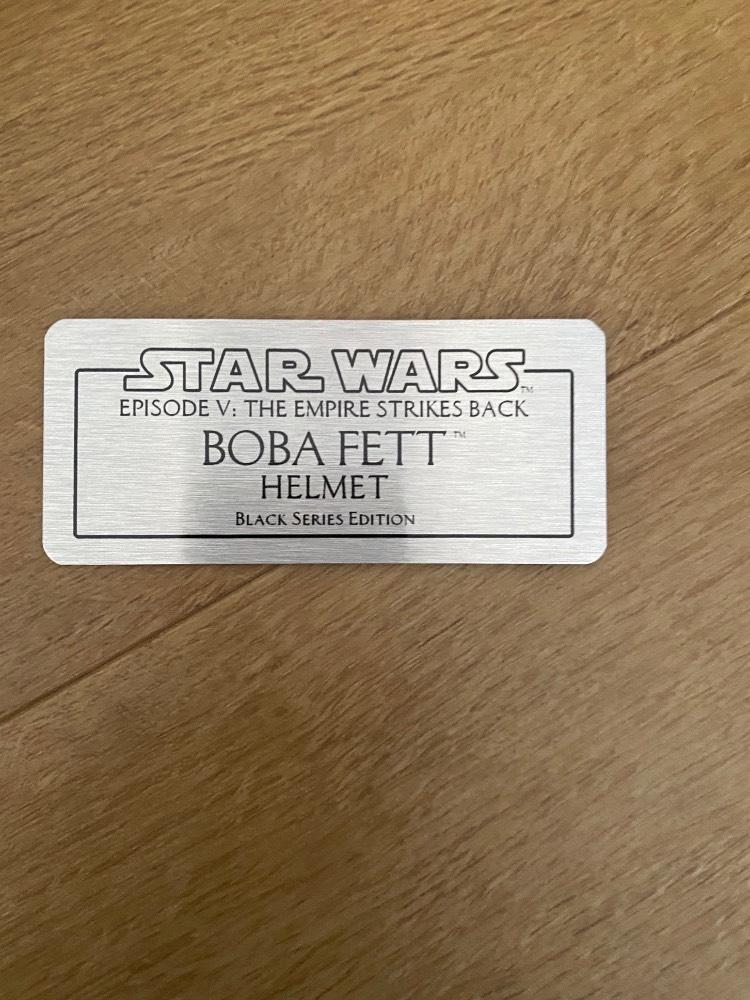 STAR WARS™
EPISODE V: THE EMPIRE STRIKES BACK
BOBA FETT™
HELMET
BLACK SERIES EDITION